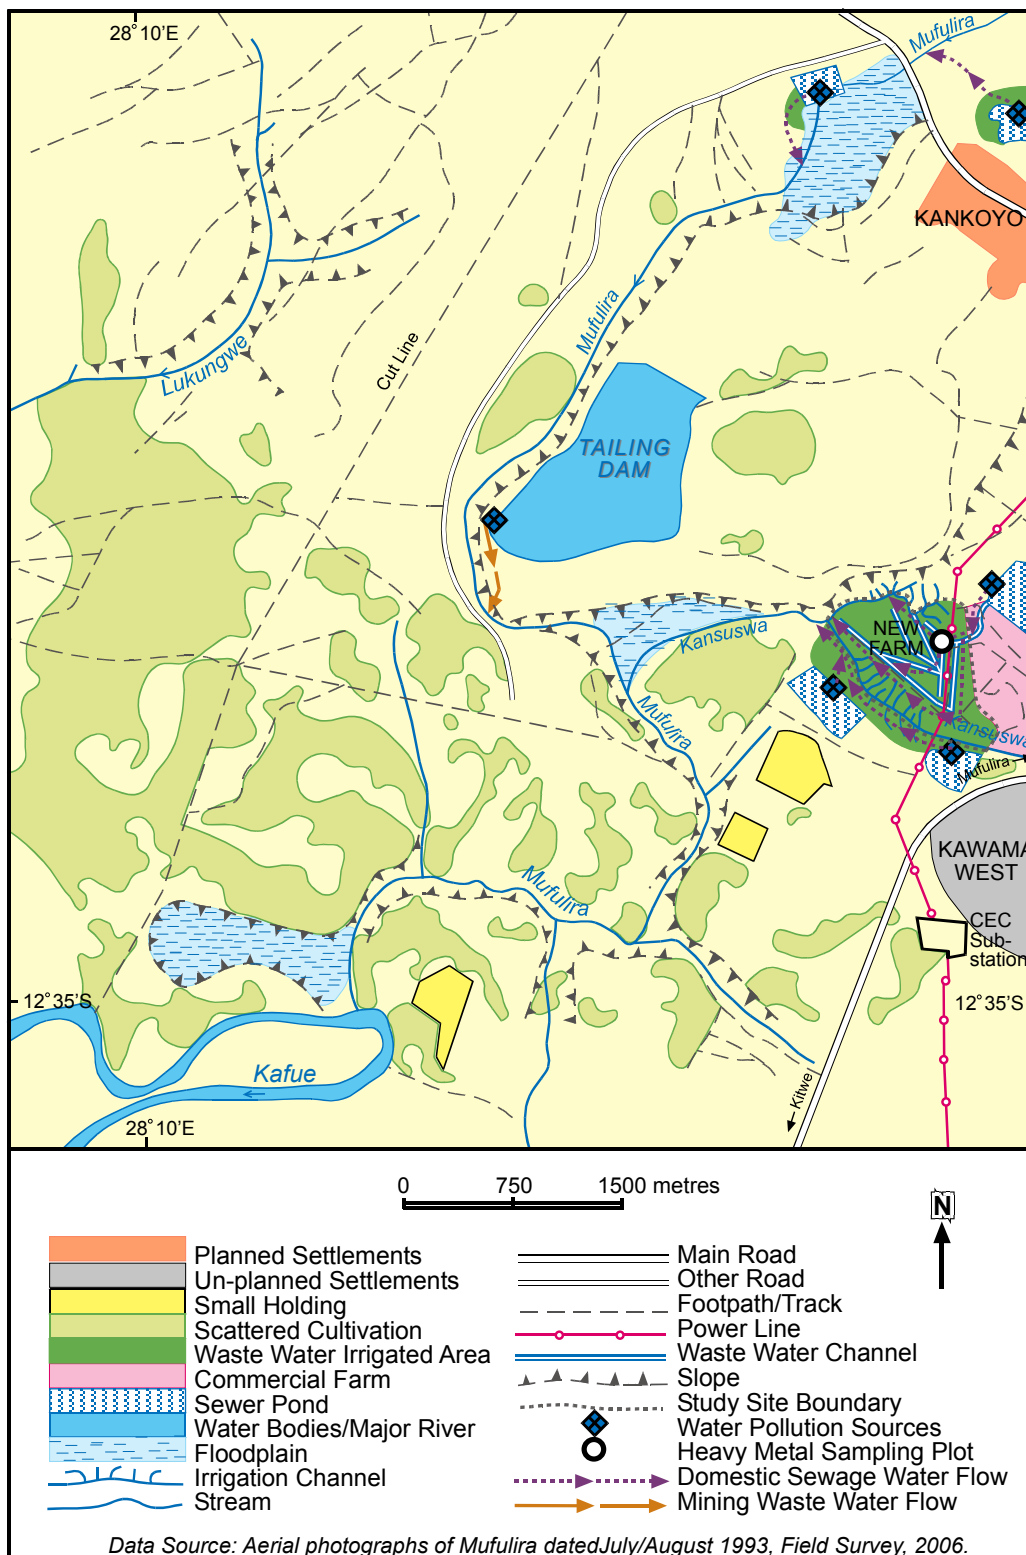 28°10'E
Mufulira
KANKOYO
Mufulira
Lukungwe
Cut Line
TAILING
DAM
Kansuswa
NEW
FARM
Mufulira
Kansuswa
Mufulira
KAWAMA
WEST
Mufulira
CEC
Sub-
station
12°35'S
12°35'S
Kafue
Kitwe
28°10'E
0 750 1500 metres
N
Planned Settlements
Un-planned Settlements
Small Holding
Scattered Cultivation
Waste Water Irrigated Area
Commercial Farm
Sewer Pond
Water Bodies/Major River
Floodplain
Irrigation Channel
Stream
Main Road
Other Road
Footpath/Track
Power Line
Waste Water Channel
Slope
Study Site Boundary
Water Pollution Sources
Heavy Metal Sampling Plot
Domestic Sewage Water Flow
Mining Waste Water Flow
Data Source: Aerial photographs of Mufulira datedJuly/August 1993, Field Survey, 2006.